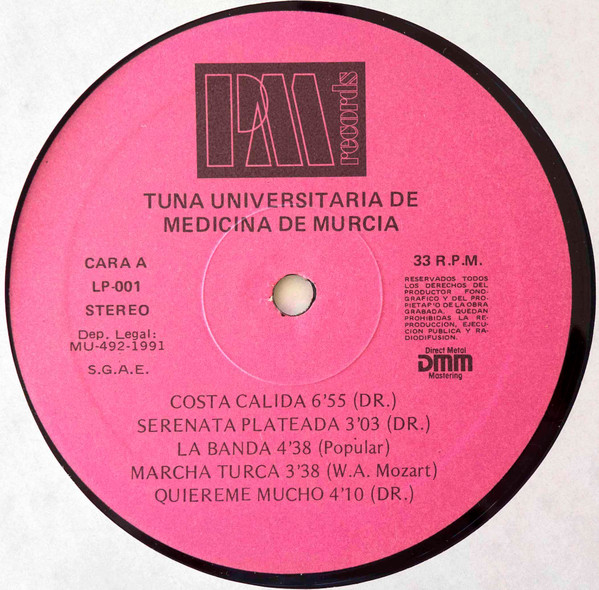 PM records
TUNA UNIVERSITARIA DE
MEDICINA DE MURCIA
CARA A
LP-001
STEREO
Dep. Legal:
MU-492-1991
S.G.A.E.
33 R.P.M.
RESERVADOS TODOS
LOS DERECHOS DEL
PRODUCTOR FONO-
GRAFICO Y DEL PRO-
PIETARIO DE LA OBRA
GRABADA, QUEDAN
PROHIBIDAS LA RE-
PRODUCCION, EJECU-
CION PUBLICA Y RA-
DIODIFUSION.
Direct Metal
DMM
Mastering
COSTA CALIDA 6'55 (DR.)
SERENATA PLATEADA 3'03 (DR.)
LA BANDA 4'38 (Popular)
MARCHA TURCA 3'38 (W.A. Mozart)
QUIEREME MUCHO 4'10 (DR.)